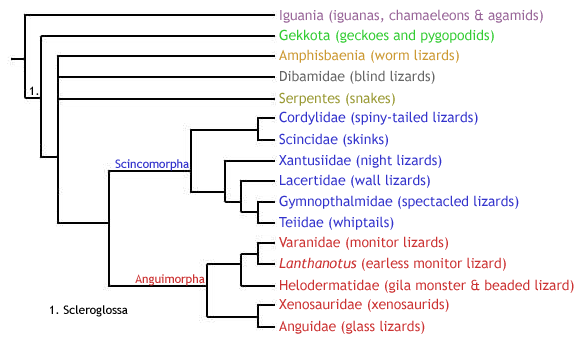 Iguania (iguanas, chamaeleons & agamids)
Gekkota (geckoes and pygopodids)
Amphisbaenia (worm lizards)
Dibamidae (blind lizards)
1.
Serpentes (snakes)
Cordylidae (spiny-tailed lizards)
Scincidae (skinks)
Scincomorpha
Xantusiidae (night lizards)
Lacertidae (wall lizards)
Gymnopthalmidae (spectacled lizards)
Teiidae (whiptails)
Varanidae (monitor lizards)
Lanthanotus (earless monitor lizard)
Anguimorpha
Helodermatidae (gila monster & beaded lizard)
Xenosauridae (xenosaurids)
1. Scleroglossa
Anguidae (glass lizards)